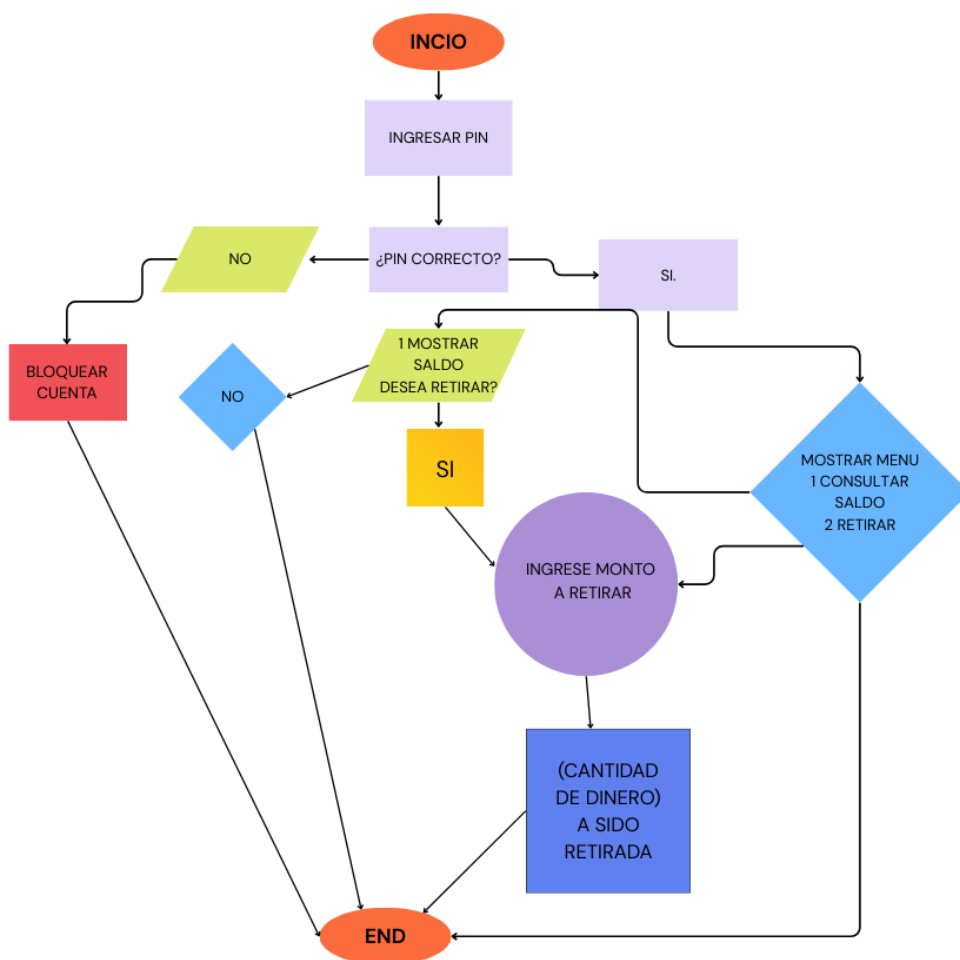 INCIO
INGRESAR PIN
NO
¿PIN CORRECTO?
SI.
BLOQUEAR
CUENTA
NO
1 MOSTRAR
SALDO
DESEA RETIRAR?
SI
MOSTRAR MENU
1 CONSULTAR
SALDO
2 RETIRAR
INGRESE MONTO
A RETIRAR
(CANTIDAD
DE DINERO)
A SIDO
RETIRADA
END